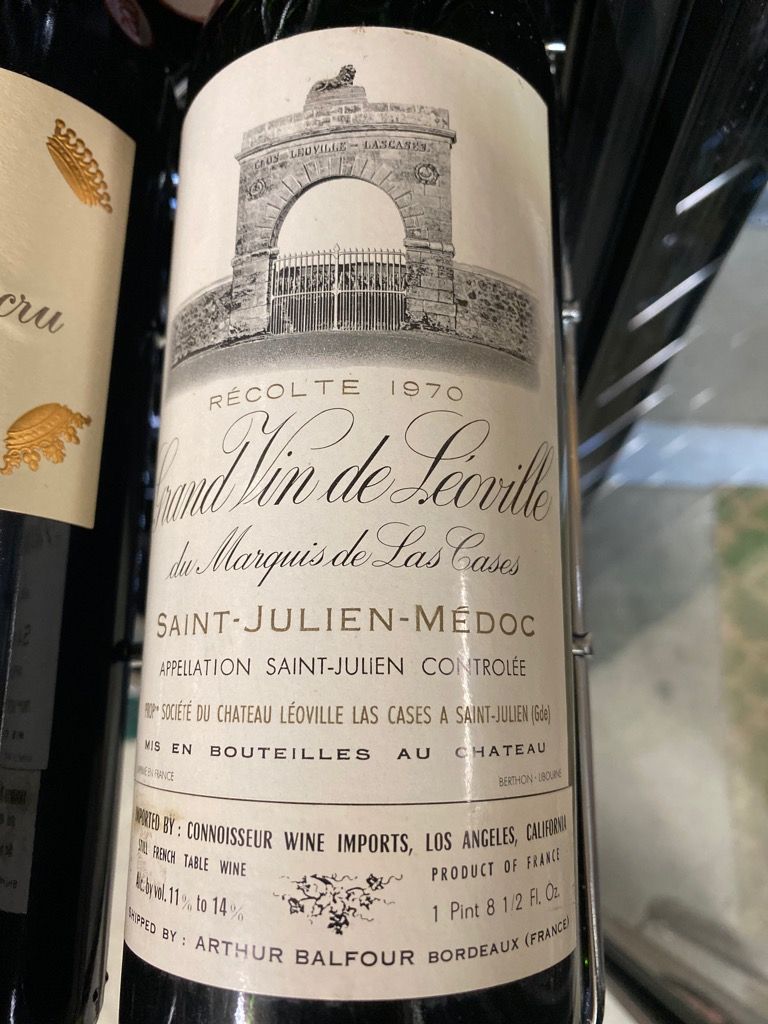 cru
CLOS LÉOVILLE - LASCASES
RÉCOLTE 1970
Grand Vin de Léoville
du Marquis de Las Cases
SAINT-JULIEN-MÉDOC
APPELLATION SAINT-JULIEN CONTROLÉE
PROPre SOCIÉTÉ DU CHATEAU LÉOVILLE LAS CASES A SAINT-JULIEN (Gde)
MIS EN BOUTEILLES AU CHATEAU
EN FRANCE
BERTHON - LIBOURNE
IMPORTED BY : CONNOISSEUR WINE IMPORTS, LOS ANGELES, CALIFORNIA
STILL FRENCH TABLE WINE
PRODUCT OF FRANCE
Alc. by vol. 11 % to 14 %
1 Pint 8 1/2 Fl. Oz.
SHIPPED BY : ARTHUR BALFOUR BORDEAUX (FRANCE)